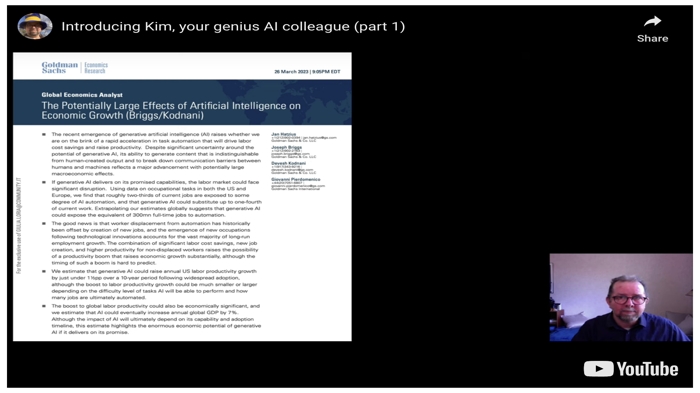 Introducing Kim, your genius AI colleague (part 1)
Share
Goldman Sachs
Economics Research
26 March 2023 | 9:05PM EDT
Global Economics Analyst
The Potentially Large Effects of Artificial Intelligence on
Economic Growth (Briggs/Kodnani)
The recent emergence of generative artificial intelligence (AI) raises whether we
are on the brink of a rapid acceleration in task automation that will drive labor
cost savings and raise productivity. Despite significant uncertainty around the
potential of generative AI, its ability to generate content that is indistinguishable
from human-created output and to break down communication barriers between
humans and machines reflects a major advancement with potentially large
macroeconomic effects.
If generative AI delivers on its promised capabilities, the labor market could face
significant disruption. Using data on occupational tasks in both the US and
Europe, we find that roughly two-thirds of current jobs are exposed to some
degree of AI automation, and that generative AI could substitute up to one-fourth
of current work. Extrapolating our estimates globally suggests that generative AI
could expose the equivalent of 300mn full-time jobs to automation.
The good news is that worker displacement from automation has historically
been offset by creation of new jobs, and the emergence of new occupations
following technological innovations accounts for the vast majority of long-run
employment growth. The combination of significant labor cost savings, new job
creation, and higher productivity for non-displaced workers raises the possibility
of a productivity boom that raises economic growth substantially, although the
timing of such a boom is hard to predict.
We estimate that generative AI could raise annual US labor productivity growth
by just under 1½pp over a 10-year period following widespread adoption,
although the boost to labor productivity growth could be much smaller or larger
depending on the difficulty level of tasks AI will be able to perform and how
many jobs are ultimately automated.
The boost to global labor productivity could also be economically significant, and
we estimate that AI could eventually increase annual global GDP by 7%.
Although the impact of AI will ultimately depend on its capability and adoption
timeline, this estimate highlights the enormous economic potential of generative
AI if it delivers on its promise.
Jan Hatzius
Goldman Sachs & Co. LLC
Joseph Briggs
Goldman Sachs & Co. LLC
Devesh Kodnani
Goldman Sachs & Co. LLC
Giovanni Pierdomenico
Goldman Sachs International
YouTube